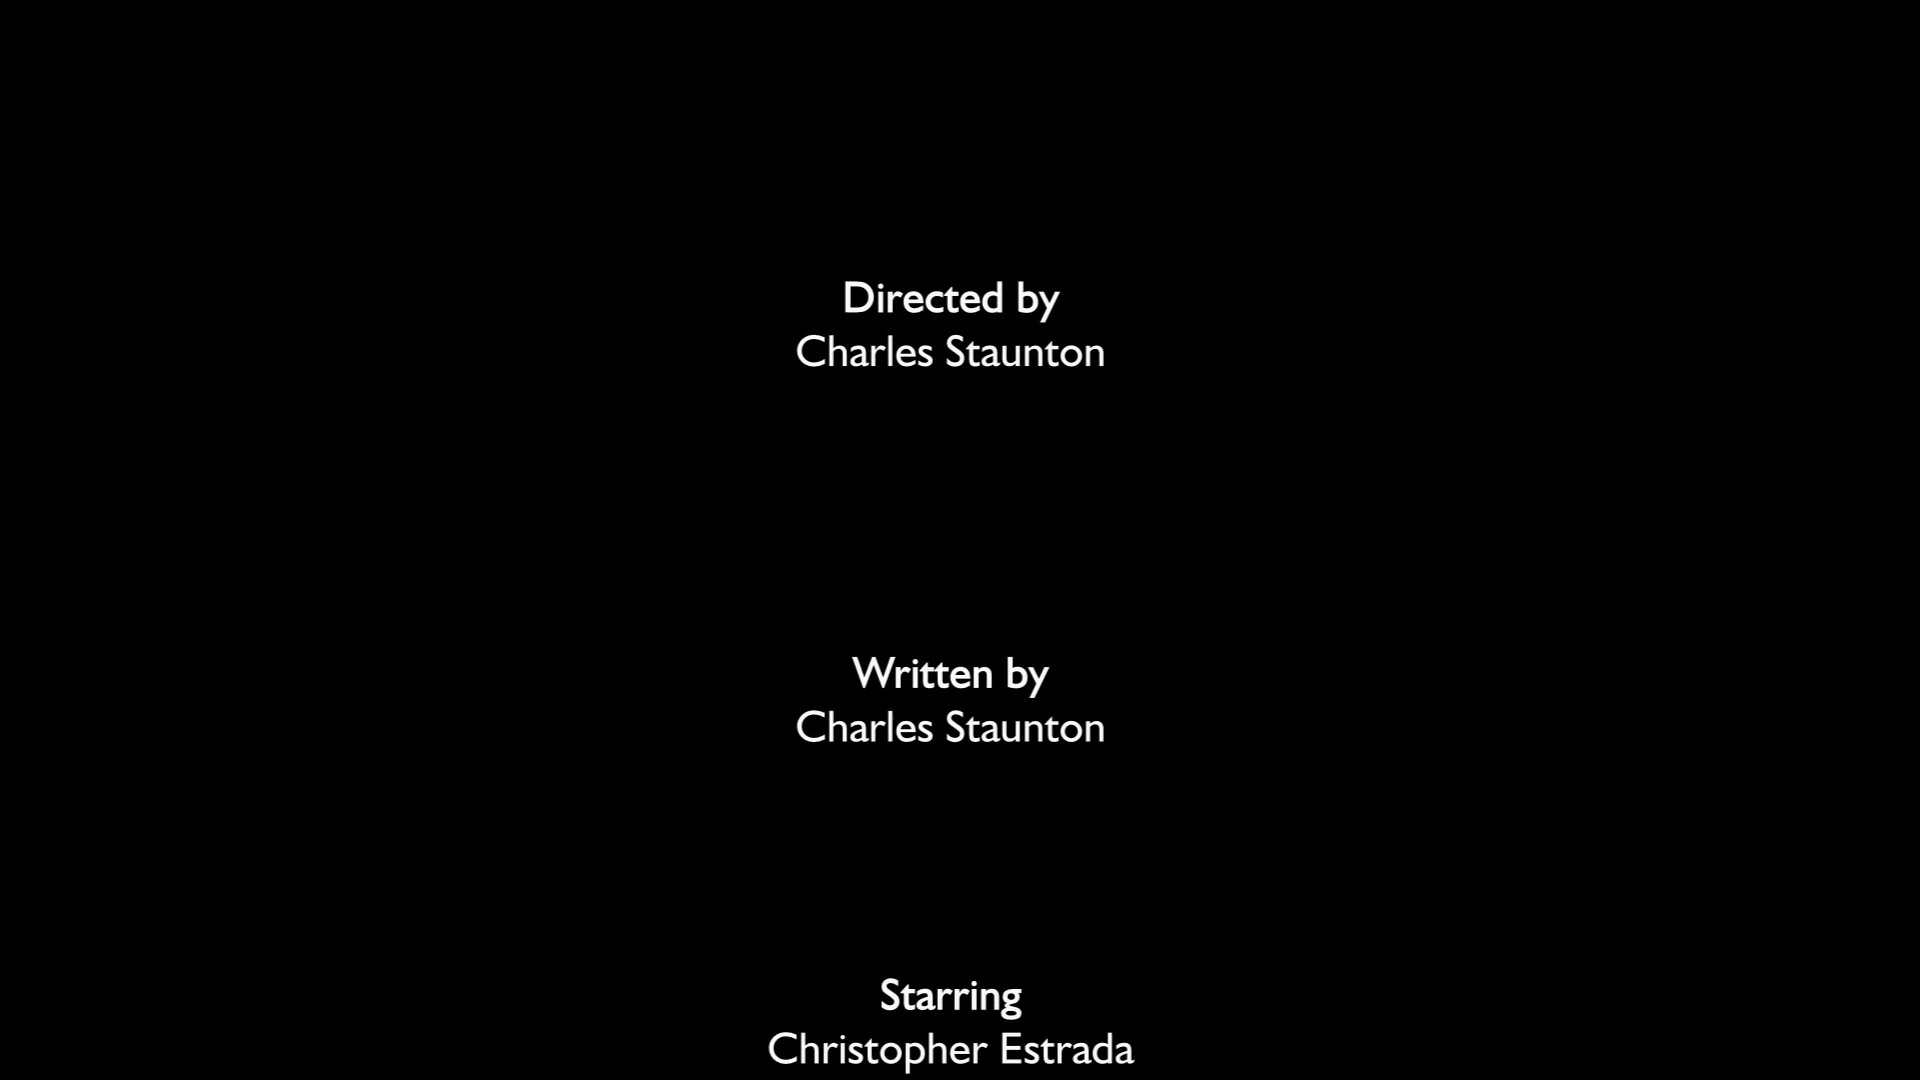 Directed by
Charles Staunton
Written by
Charles Staunton
Starring
Christopher Estrada